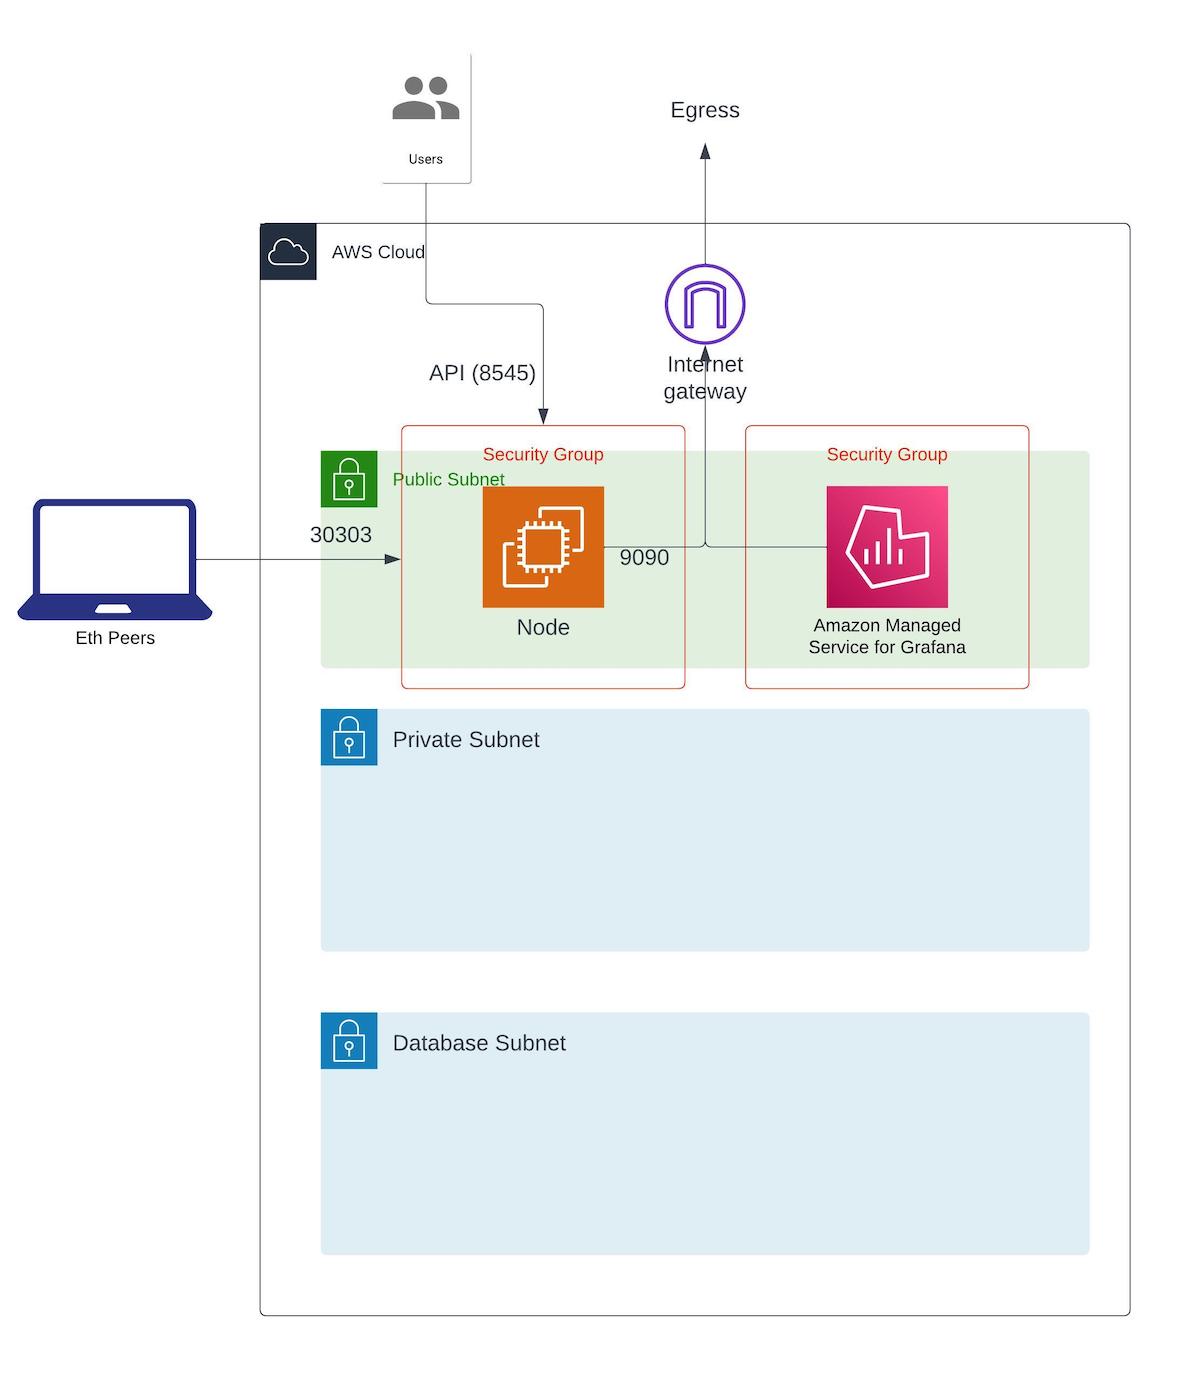 Users
Egress
AWS Cloud
Internet
gateway
API (8545)
Security Group
Security Group
Public Subnet
30303
9090
Node
Amazon Managed
Service for Grafana
Eth Peers
Private Subnet
Database Subnet